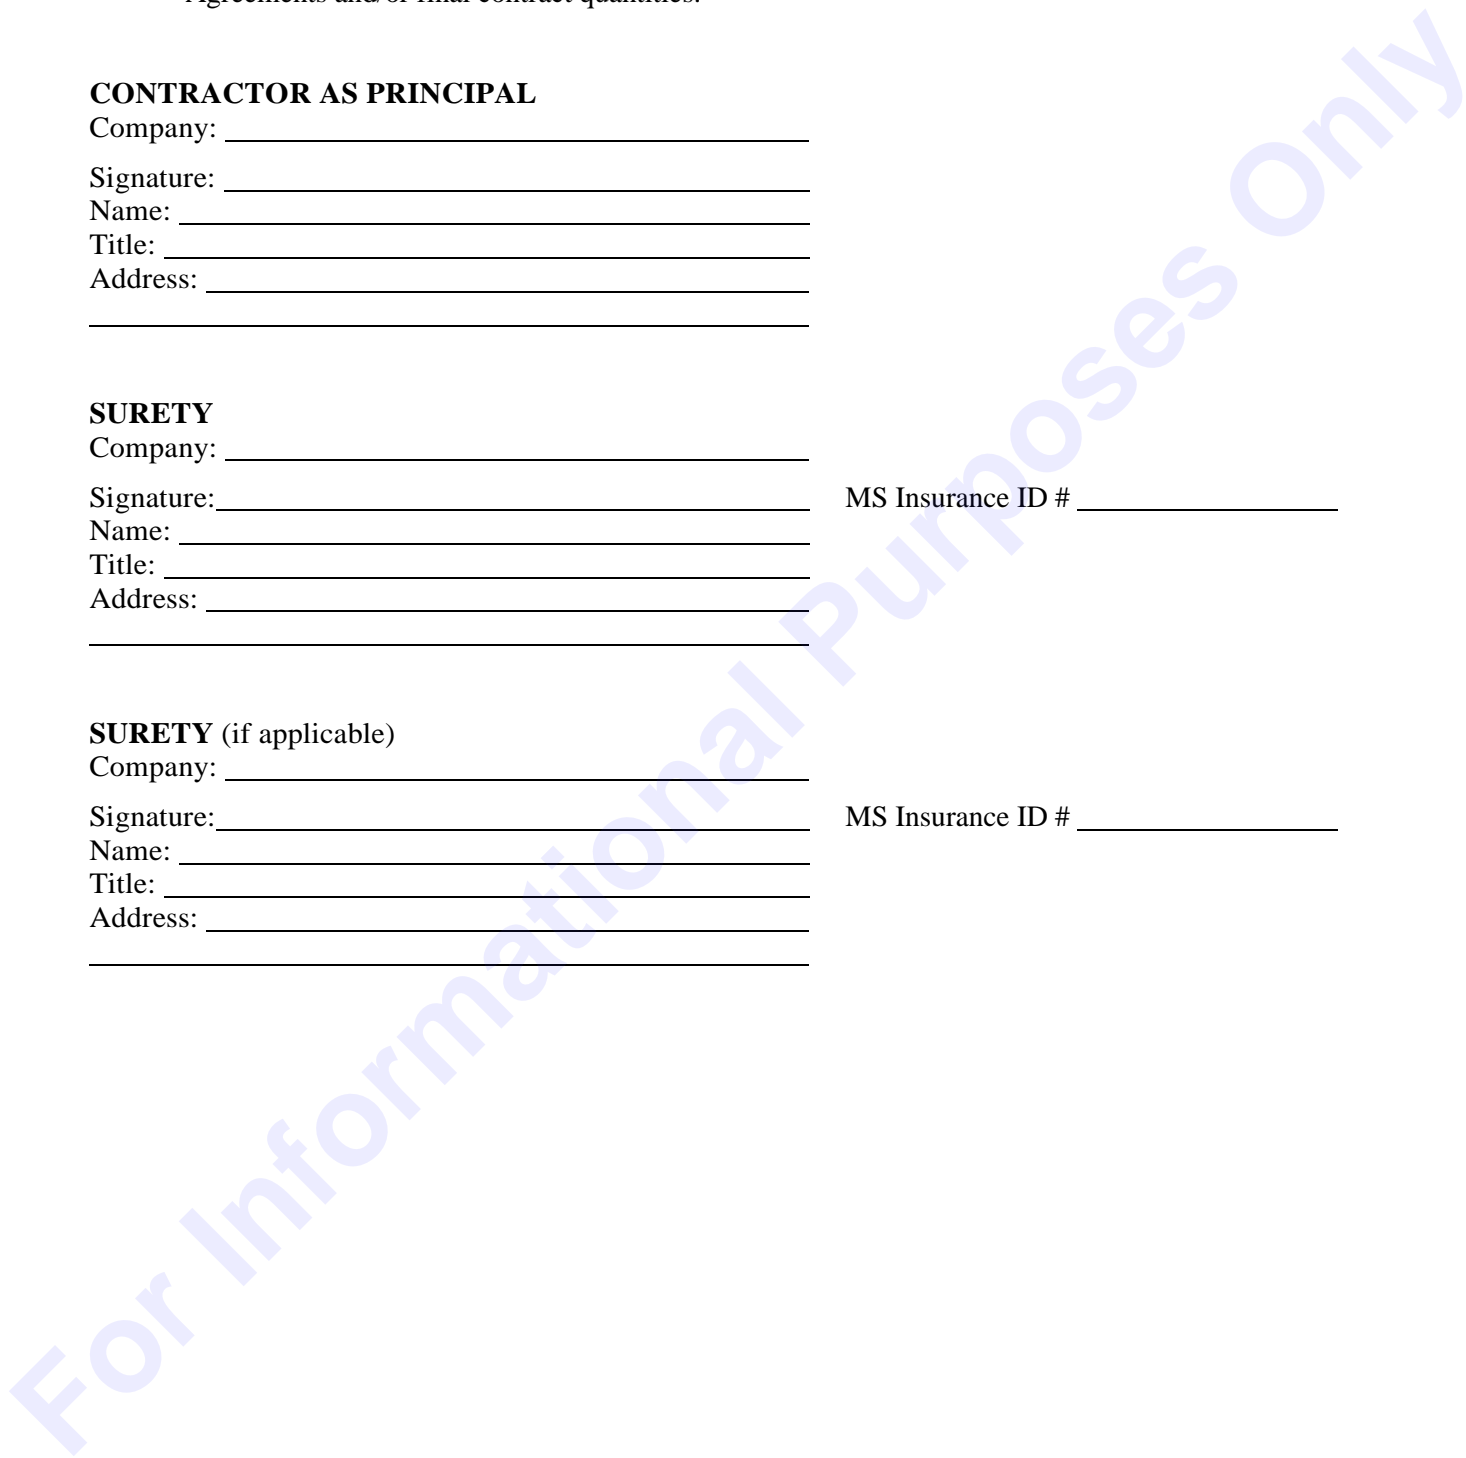 Agreements and/or final contract quantities.
CONTRACTOR AS PRINCIPAL
Company:
Signature:
Name:
Title:
Address:
SURETY
Company:
Signature: MS Insurance ID #
Name:
Title:
Address:
SURETY (if applicable)
Company:
Signature: MS Insurance ID #
Name:
Title:
Address:
For Informational Purposes Only